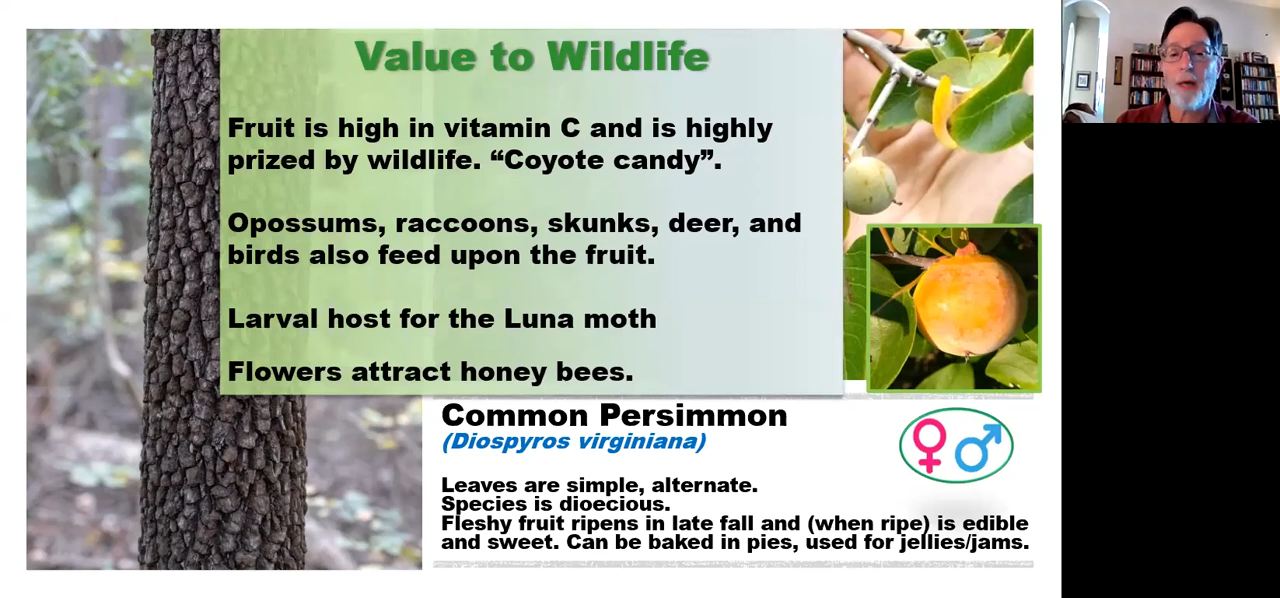 Value to Wildlife
Fruit is high in vitamin C and is highly
prized by wildlife. “Coyote candy”.
Opossums, raccoons, skunks, deer, and
birds also feed upon the fruit.
Larval host for the Luna moth
Flowers attract honey bees.
Common Persimmon
(Diospyros virginiana)
Leaves are simple, alternate.
Species is dioecious.
Fleshy fruit ripens in late fall and (when ripe) is edible
and sweet. Can be baked in pies, used for jellies/jams.